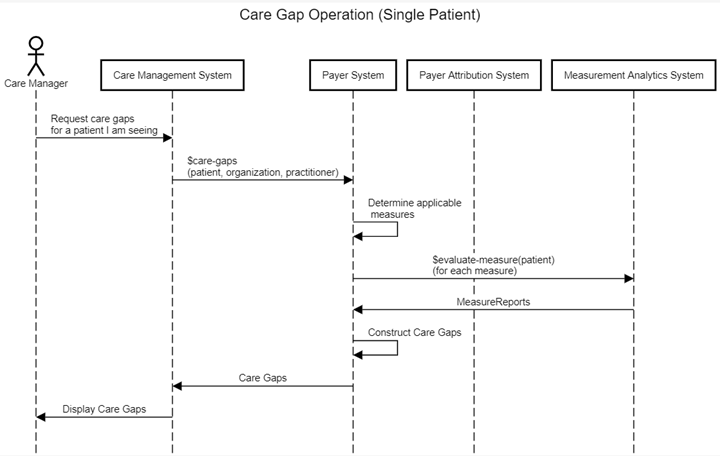 Care Gap Operation (Single Patient)
Care Manager
Care Management System
Payer System
Payer Attribution System
Measurement Analytics System
Request care gaps
for a patient I am seeing
$care-gaps
(patient, organization, practitioner)
Determine applicable
measures
$evaluate-measure(patient)
(for each measure)
MeasureReports
Construct Care Gaps
Care Gaps
Display Care Gaps